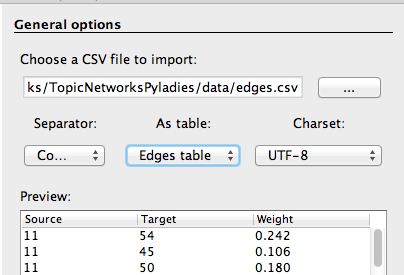 General options
Choose a CSV file to import:
ks/TopicNetworksPyladies/data/edges.csv ...
Separator: As table: Charset:
Co... Edges table UTF-8
Preview:
Source Target Weight
11 54 0.242
11 45 0.106
11 50 0.180